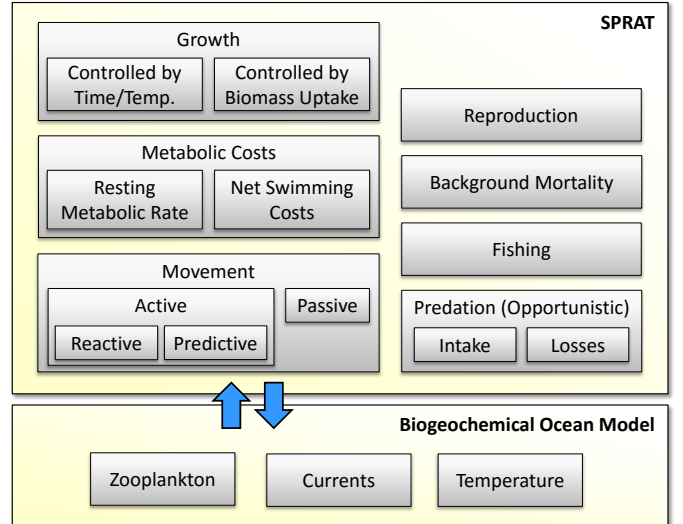 SPRAT
Growth
Controlled by
Time/Temp.
Controlled by
Biomass Uptake
Metabolic Costs
Resting
Metabolic Rate
Net Swimming
Costs
Movement
Active
Reactive
Predictive
Passive
Reproduction
Background Mortality
Fishing
Predation (Opportunistic)
Intake
Losses
Biogeochemical Ocean Model
Zooplankton
Currents
Temperature